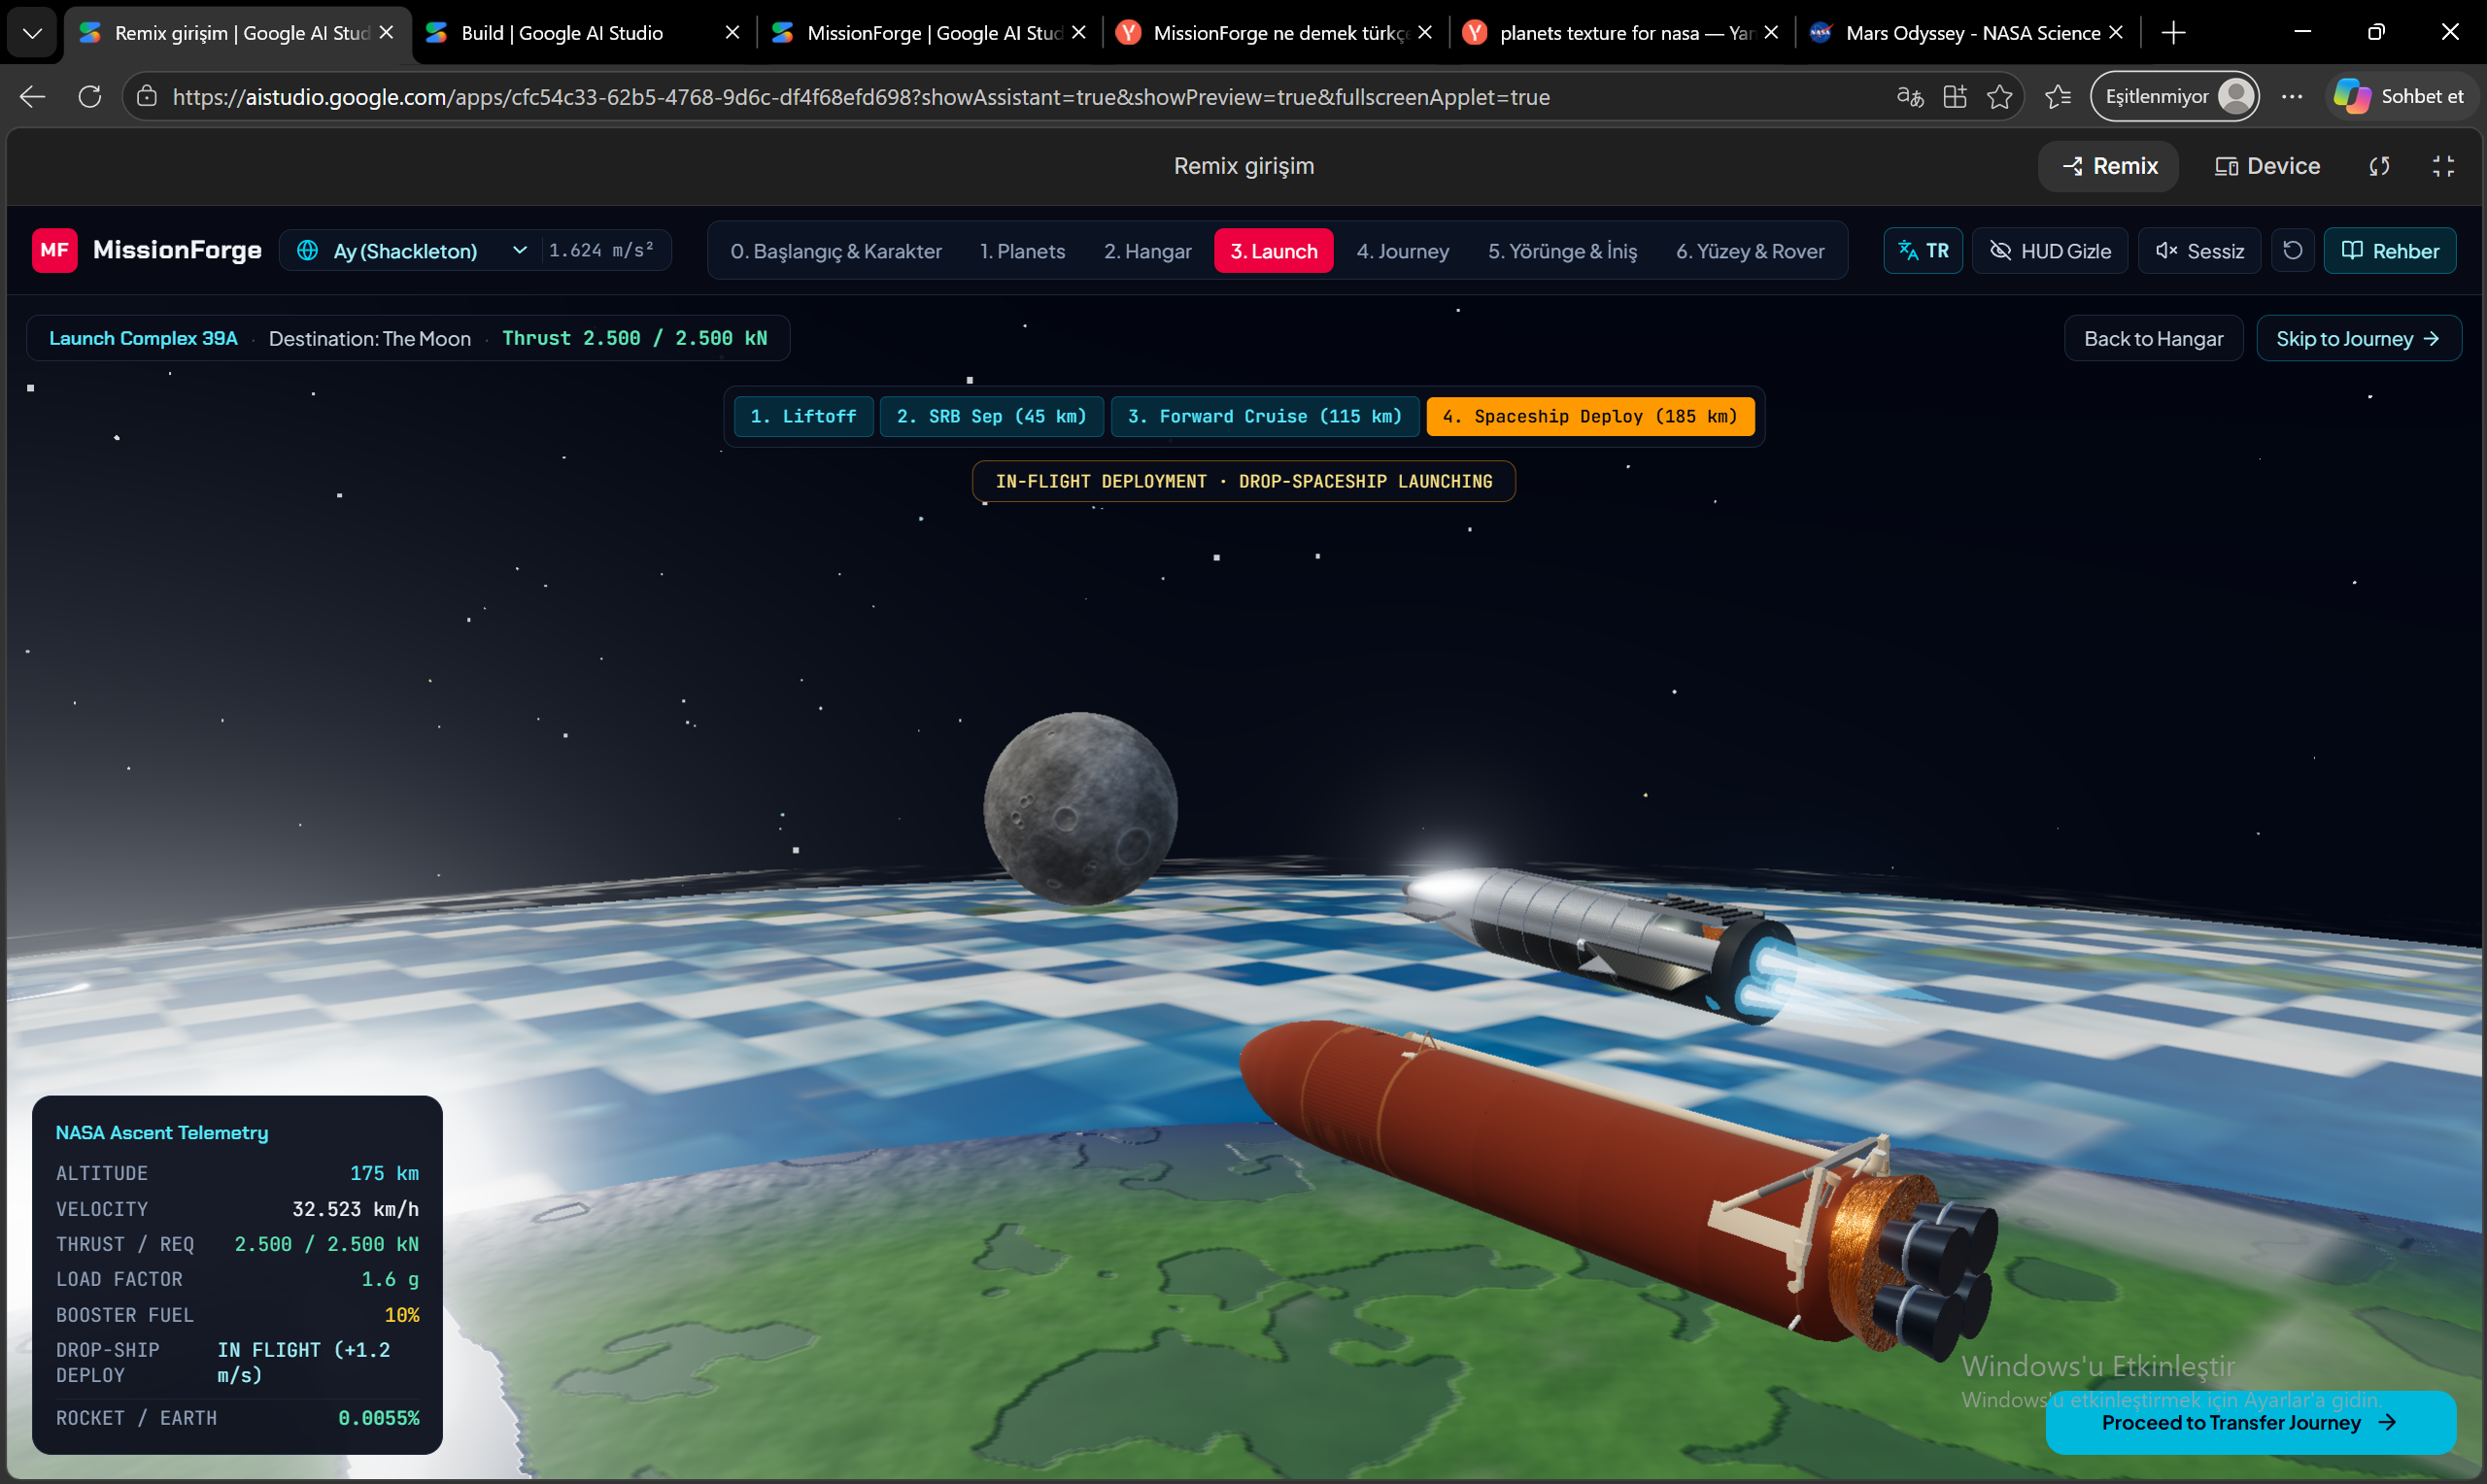 Remix girişim | Google AI Stud
Build | Google AI Studio
MissionForge | Google AI Stud
MissionForge ne demek türkçe
planets texture for nasa — Yan
Mars Odyssey - NASA Science
https://aistudio.google.com/apps/cfc54c33-62b5-4768-9d6c-df4f68efd698?showAssistant=true&showPreview=true&fullscreenApplet=true
Eşitlenmiyor
Sohbet et
Remix girişim
Remix
Device
MF
MissionForge
Ay (Shackleton)
1.624 m/s²
0. Başlangıç & Karakter
1. Planets
2. Hangar
3. Launch
4. Journey
5. Yörünge & İniş
6. Yüzey & Rover
TR
HUD Gizle
Sessiz
Rehber
Launch Complex 39A · Destination: The Moon · Thrust 2.500 / 2.500 kN
Back to Hangar
Skip to Journey →
1. Liftoff
2. SRB Sep (45 km)
3. Forward Cruise (115 km)
4. Spaceship Deploy (185 km)
IN-FLIGHT DEPLOYMENT · DROP-SPACESHIP LAUNCHING
NASA Ascent Telemetry
ALTITUDE 175 km
VELOCITY 32.523 km/h
THRUST / REQ 2.500 / 2.500 kN
LOAD FACTOR 1.6 g
BOOSTER FUEL 10%
DROP-SHIP DEPLOY IN FLIGHT (+1.2 m/s)
ROCKET / EARTH 0.0055%
Windows'u Etkinleştir
Windows'u etkinleştirmek için Ayarlar'a gidin.
Proceed to Transfer Journey →